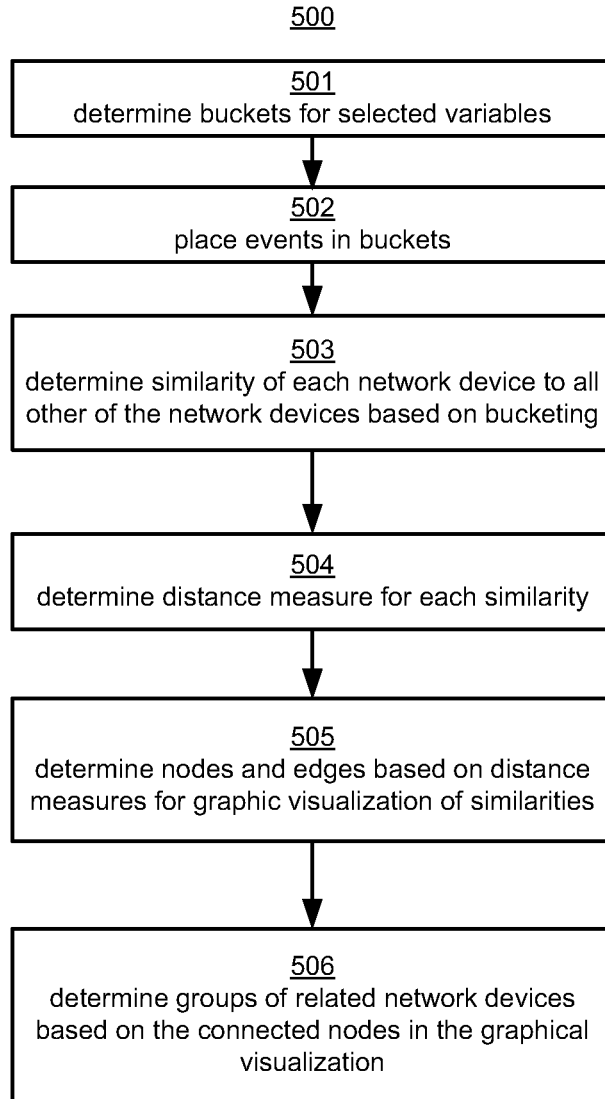 500
501
determine buckets for selected variables
502
place events in buckets
503
determine similarity of each network device to all
other of the network devices based on bucketing
504
determine distance measure for each similarity
505
determine nodes and edges based on distance
measures for graphic visualization of similarities
506
determine groups of related network devices
based on the connected nodes in the graphical
visualization